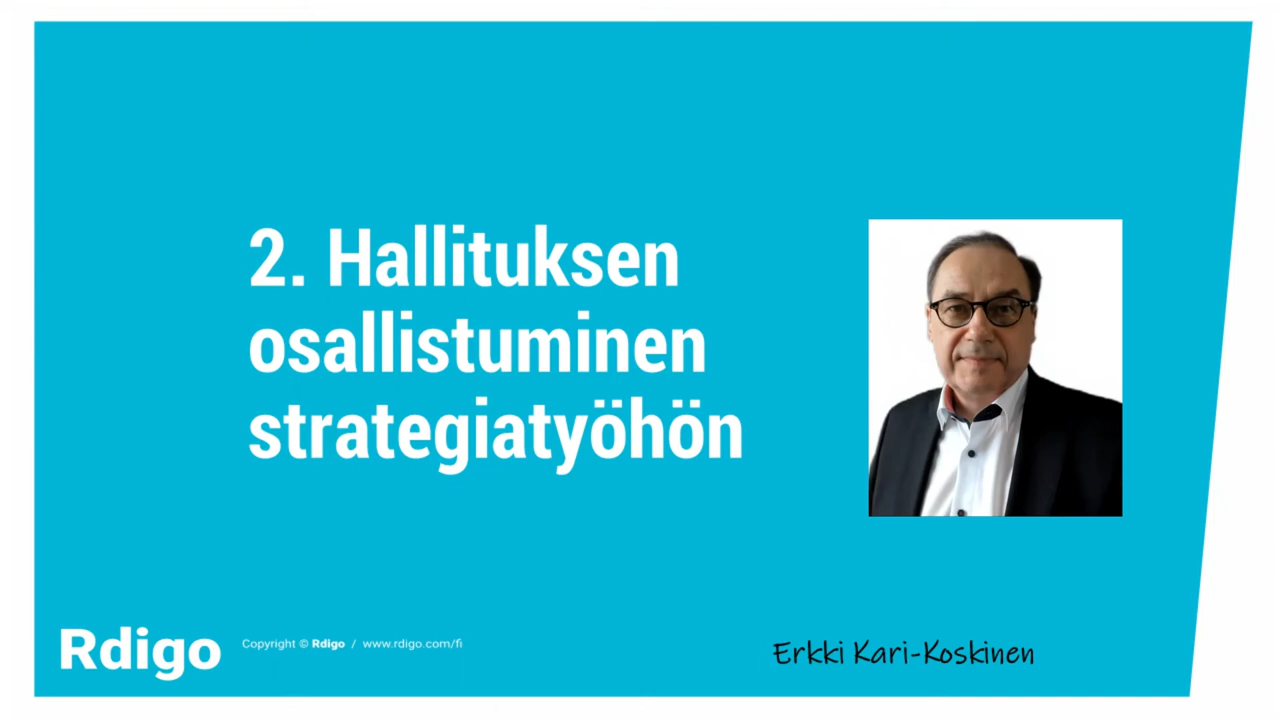 2. Hallituksen
osallistuminen
strategiatyöhön
Rdigo
Copyright © Rdigo / www.rdigo.com/fi
Erkki Kari-Koskinen